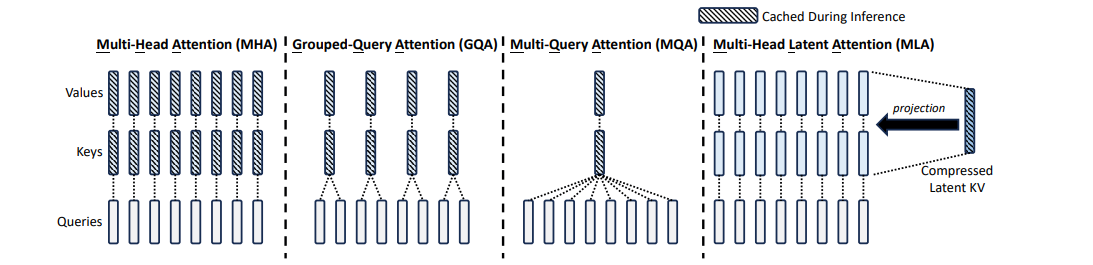 Cached During Inference
Multi-Head Attention (MHA)
Grouped-Query Attention (GQA)
Multi-Query Attention (MQA)
Multi-Head Latent Attention (MLA)
Values
Keys
Queries
projection
Compressed
Latent KV